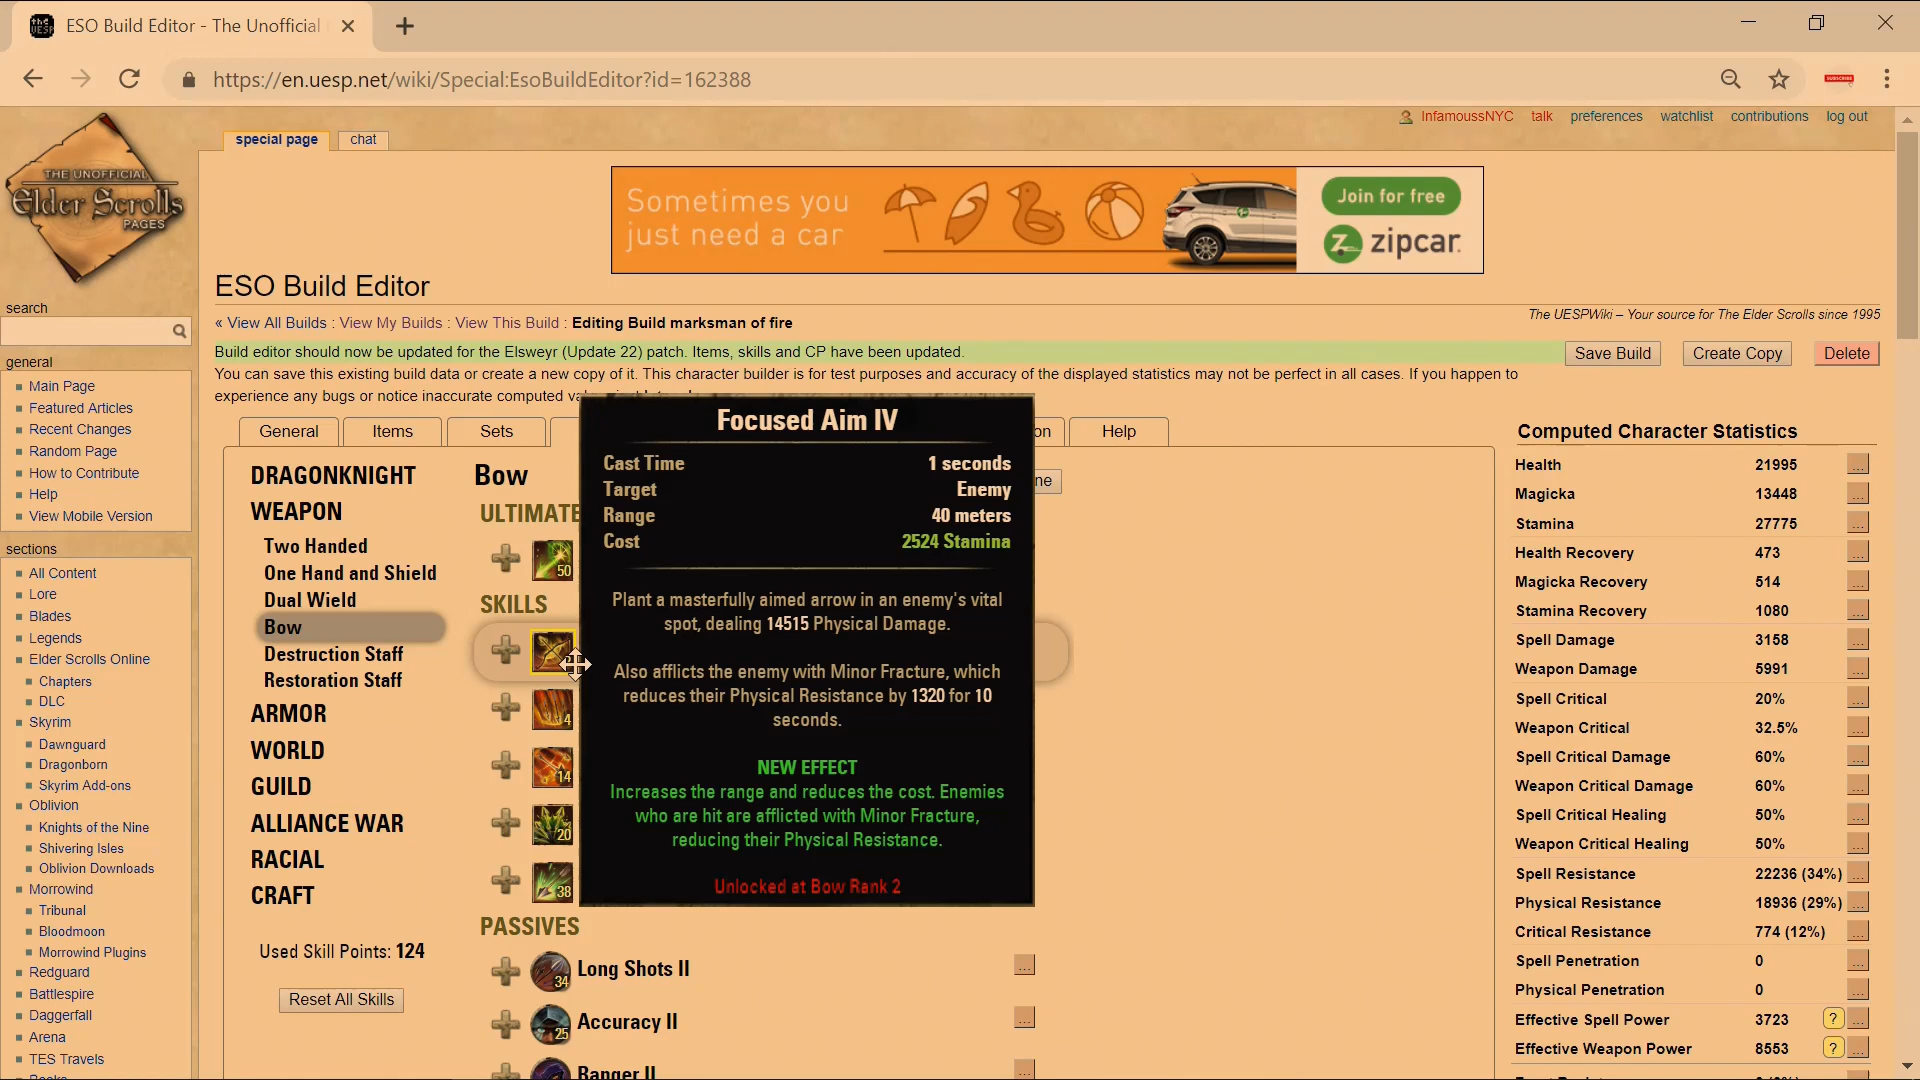 ESO Build Editor - The Unofficial
https://en.uesp.net/wiki/Special:EsoBuildEditor?id=162388
SUBSCRIBE
InfamoussNYC talk preferences watchlist contributions log out
special page chat
THE UNOFFICIAL
Elder Scrolls
PAGES
Sometimes you
just need a car
Join for free
zipcar.
ESO Build Editor
The UESPWiki – Your source for The Elder Scrolls since 1995
« View All Builds : View My Builds : View This Build : Editing Build marksman of fire
Build editor should now be updated for the Elsweyr (Update 22) patch. Items, skills and CP have been updated.
Save Build Create Copy Delete
You can save this existing build data or create a new copy of it. This character builder is for test purposes and accuracy of the displayed statistics may not be perfect in all cases. If you happen to
experience any bugs or notice inaccurate computed
search
general
Main Page
Featured Articles
Recent Changes
Random Page
How to Contribute
Help
View Mobile Version
sections
All Content
Lore
Blades
Legends
Elder Scrolls Online
Chapters
DLC
Skyrim
Dawnguard
Dragonborn
Skyrim Add-ons
Oblivion
Knights of the Nine
Shivering Isles
Oblivion Downloads
Morrowind
Tribunal
Bloodmoon
Morrowind Plugins
Redguard
Battlespire
Daggerfall
Arena
TES Travels
General Items Sets Help
DRAGONKNIGHT
WEAPON
Two Handed
One Hand and Shield
Dual Wield
Bow
Destruction Staff
Restoration Staff
ARMOR
WORLD
GUILD
ALLIANCE WAR
RACIAL
CRAFT
Used Skill Points: 124
Reset All Skills
Bow
ULTIMATE
50
SKILLS
4
14
20
38
PASSIVES
34 Long Shots II ...
25 Accuracy II ...
Ranger II ...
Focused Aim IV
Cast Time 1 seconds
Target Enemy
Range 40 meters
Cost 2524 Stamina
Plant a masterfully aimed arrow in an enemy's vital
spot, dealing 14515 Physical Damage.
Also afflicts the enemy with Minor Fracture, which
reduces their Physical Resistance by 1320 for 10
seconds.
NEW EFFECT
Increases the range and reduces the cost. Enemies
who are hit are afflicted with Minor Fracture,
reducing their Physical Resistance.
Unlocked at Bow Rank 2
Computed Character Statistics
Health 21995 ...
Magicka 13448 ...
Stamina 27775 ...
Health Recovery 473 ...
Magicka Recovery 514 ...
Stamina Recovery 1080 ...
Spell Damage 3158 ...
Weapon Damage 5991 ...
Spell Critical 20% ...
Weapon Critical 32.5% ...
Spell Critical Damage 60% ...
Weapon Critical Damage 60% ...
Spell Critical Healing 50% ...
Weapon Critical Healing 50% ...
Spell Resistance 22236 (34%) ...
Physical Resistance 18936 (29%) ...
Critical Resistance 774 (12%) ...
Spell Penetration 0 ...
Physical Penetration 0 ...
Effective Spell Power 3723 ? ...
Effective Weapon Power 8553 ? ...